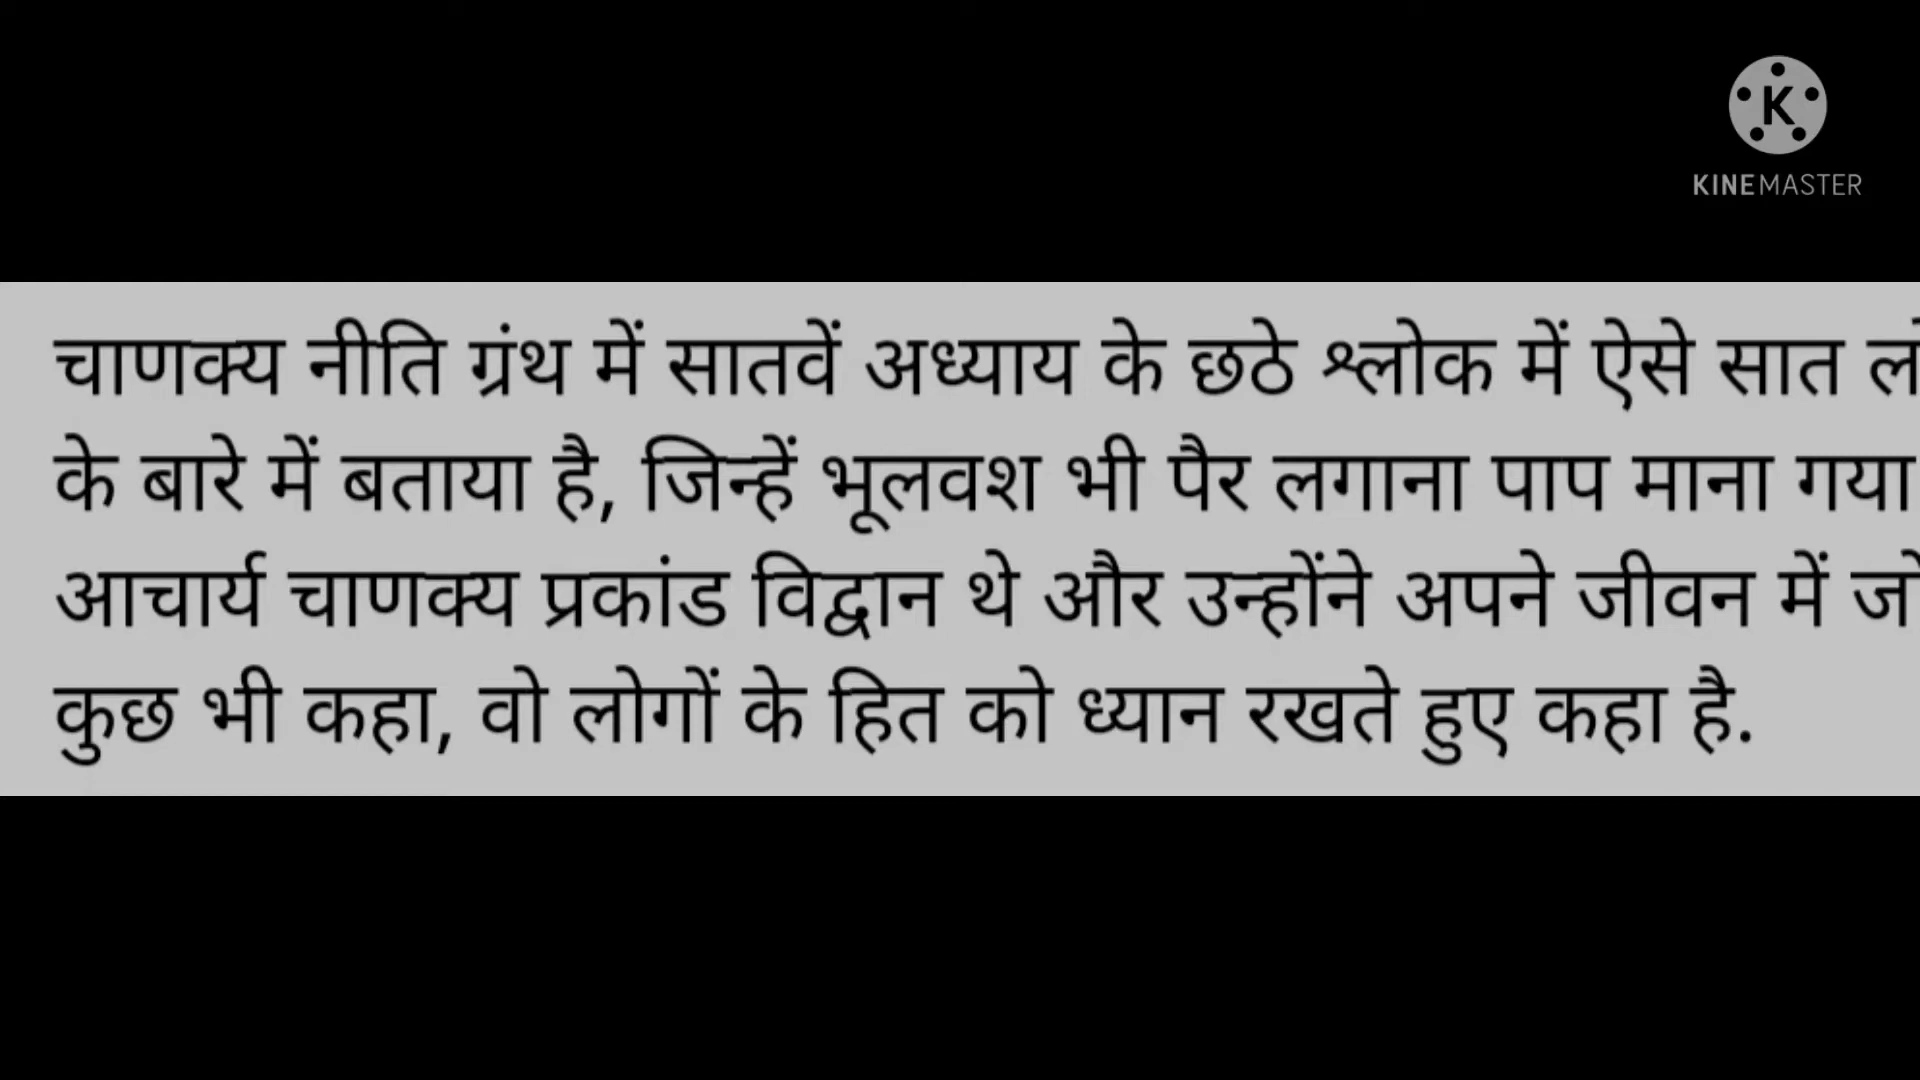 K
KINEMASTER
चाणक्य नीति ग्रंथ में सातवें अध्याय के छठे श्लोक में ऐसे सात
के बारे में बताया है, जिन्हें भूलवश भी पैर लगाना पाप माना गया
आचार्य चाणक्य प्रकांड विद्वान थे और उन्होंने अपने जीवन में जो
कुछ भी कहा, वो लोगों के हित को ध्यान रखते हुए कहा है.